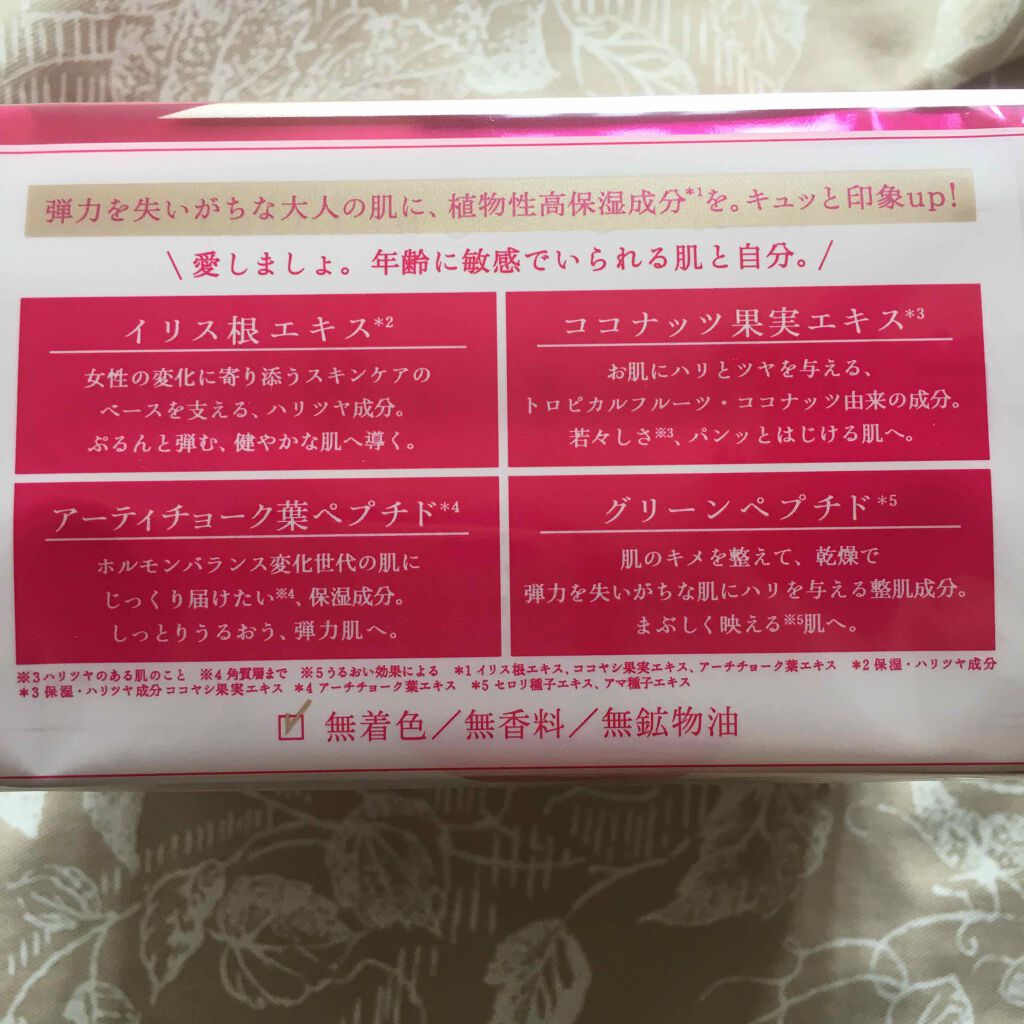 弾力を失いがちな大人の肌に、植物性高保湿成分*1を。キュッと印象up!
\ 愛しましょ。年齢に敏感でいられる肌と自分。/
イリス根エキス*2
女性の変化に寄り添うスキンケアの
ベースを支える、ハリツヤ成分。
ぷるんと弾む、健やかな肌へ導く。
ココナッツ果実エキス*3
お肌にハリとツヤを与える、
トロピカルフルーツ・ココナッツ由来の成分。
若々しさ※3、パンッとはじける肌へ。
アーティチョーク葉ペプチド*4
ホルモンバランス変化世代の肌に
じっくり届けたい※4、保湿成分。
しっとりうるおう、弾力肌へ。
グリーンペプチド*5
肌のキメを整えて、乾燥で
弾力を失いがちな肌にハリを与える整肌成分。
まぶしく映える※5肌へ。
※3ハリツヤのある肌のこと ※4 角質層まで ※5うるおい効果による *1 イリス根エキス、ココヤシ果実エキス、アーチチョーク葉エキス *2 保湿・ハリツヤ成分
*3 保湿・ハリツヤ成分 ココヤシ果実エキス *4 アーチチョーク葉エキス *5 セロリ種子エキス、アマ種子エキス
☑ 無着色／無香料／無鉱物油